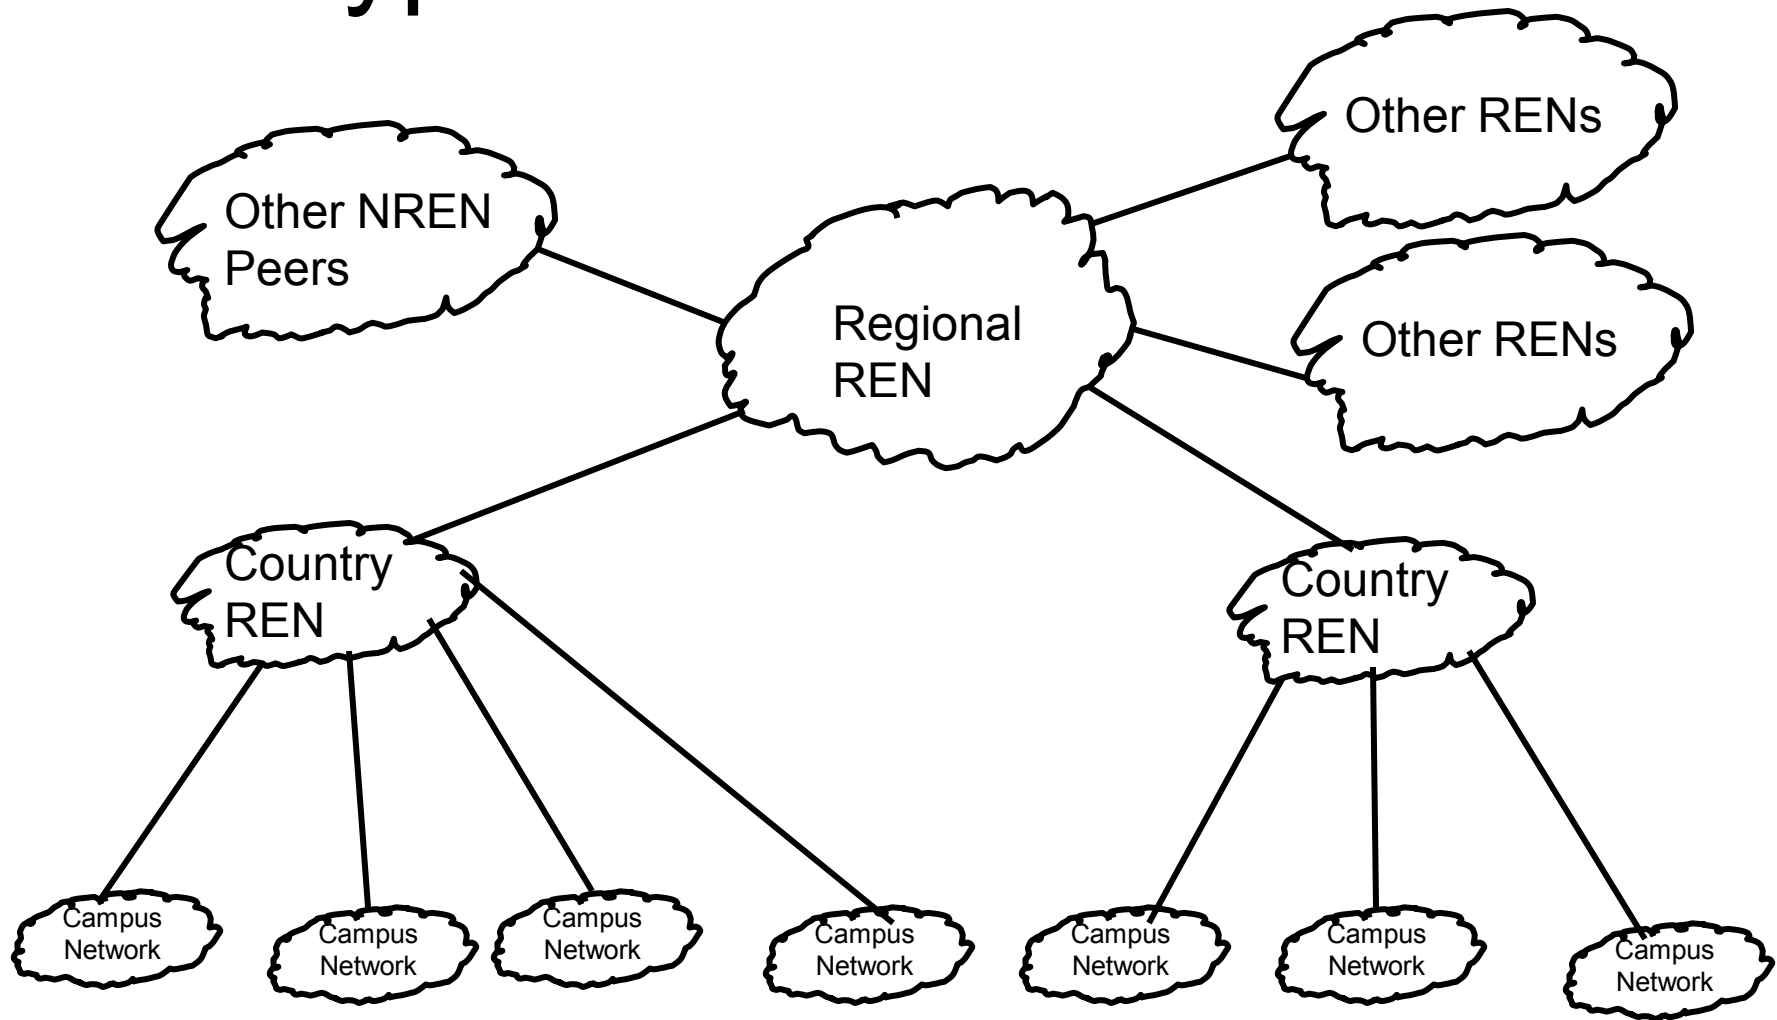 Other RENs
Other NREN
Peers
Regional
REN
Other RENs
Country
REN
Country
REN
Campus
Network
Campus
Network
Campus
Network
Campus
Network
Campus
Network
Campus
Network
Campus
Network